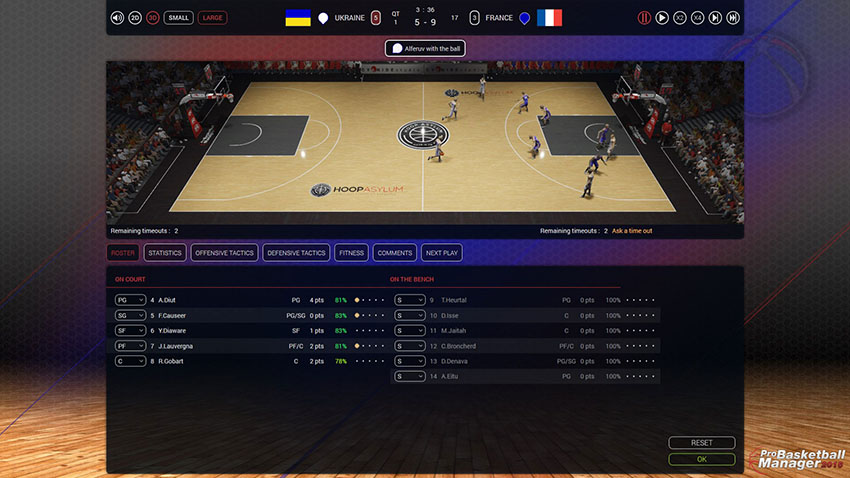 2D 3D SMALL LARGE
UKRAINE 5 QT 1 3 : 36 5 - 9 17 3 FRANCE
X2 X4
Alferuv with the ball
HOOPASYLUM
HOOPASYLUM
Remaining timeouts : 2
Remaining timeouts : 2 Ask a time out
ROSTER STATISTICS OFFENSIVE TACTICS DEFENSIVE TACTICS FITNESS COMMENTS NEXT PLAY
ON COURT
PG 4 A.Diut PG 4 pts 81%
SG 5 F.Causeer PG/SG 0 pts 83%
SF 6 Y.Diaware SF 1 pts 83%
PF 7 J.Lauvergna PF/C 2 pts 81%
C 8 R.Gobart C 2 pts 78%
ON THE BENCH
S 9 T.Heurtal PG 0 pts 100%
S 10 D.Isse C 0 pts 100%
S 11 M.Jaitah C 0 pts 100%
S 12 C.Broncherd PF/C 0 pts 100%
S 13 D.Denava PG/SG 0 pts 100%
S 14 A.Eitu PG 0 pts 100%
RESET
OK
Pro Basketball
Manager 2016